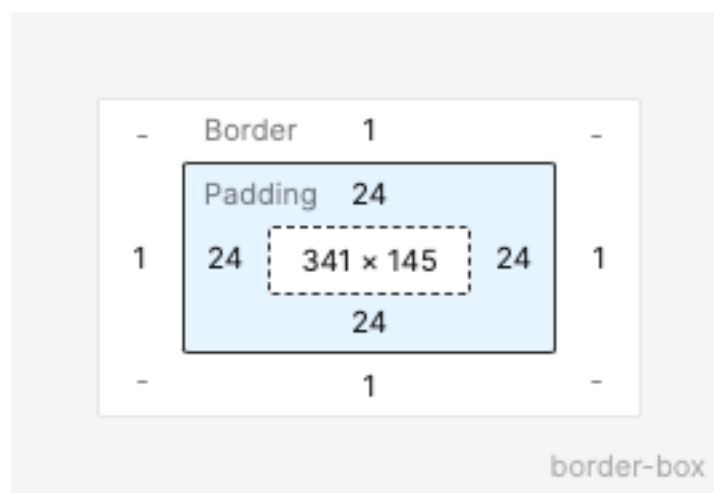 - Border 1 -
Padding 24
1 24 341 × 145 24 1
24
- 1 -
border-box